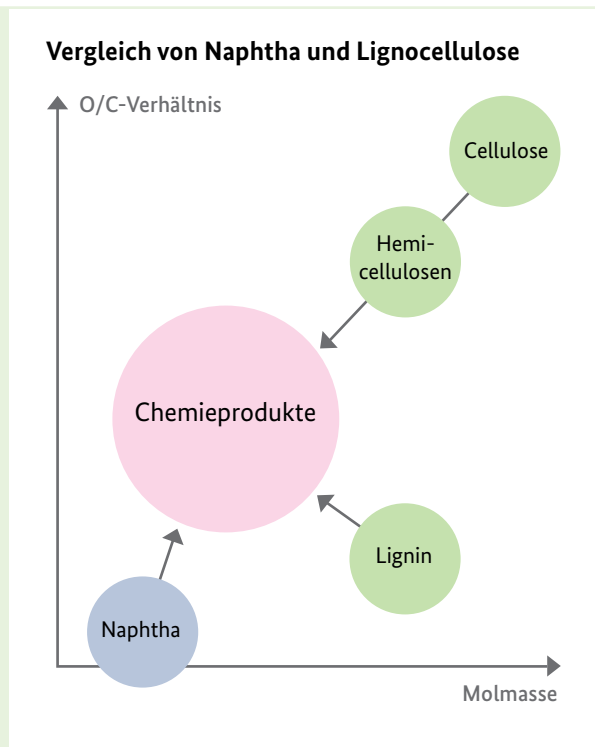 Vergleich von Naphtha und Lignocellulose
O/C-Verhältnis
Cellulose
Hemi-
cellulosen
Chemieprodukte
Lignin
Naphtha
Molmasse